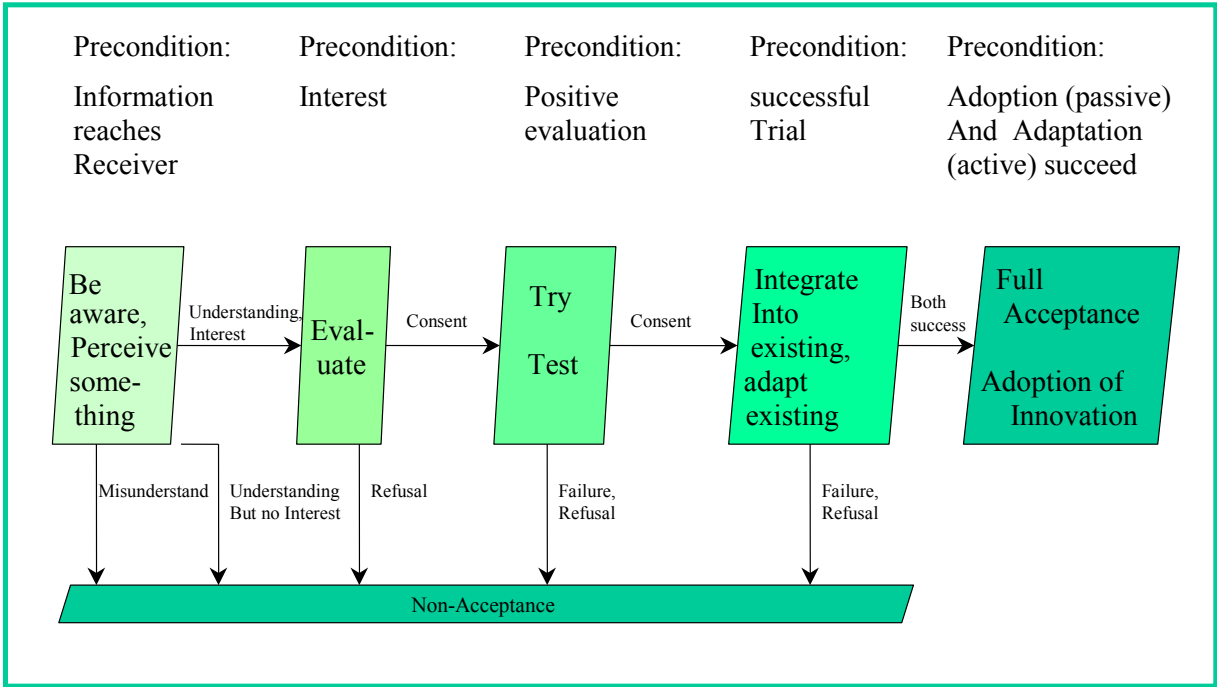 Precondition:
Information
reaches
Receiver
Precondition:
Interest
Precondition:
Positive
evaluation
Precondition:
successful
Trial
Precondition:
Adoption (passive)
And Adaptation
(active) succeed
Be
aware,
Perceive
some-
thing
Understanding,
Interest
Eval-
uate
Consent
Try
Test
Consent
Integrate
Into
existing,
adapt
existing
Both
success
Full
Acceptance
Adoption of
Innovation
Misunderstand
Understanding
But no Interest
Refusal
Failure,
Refusal
Failure,
Refusal
Non-Acceptance